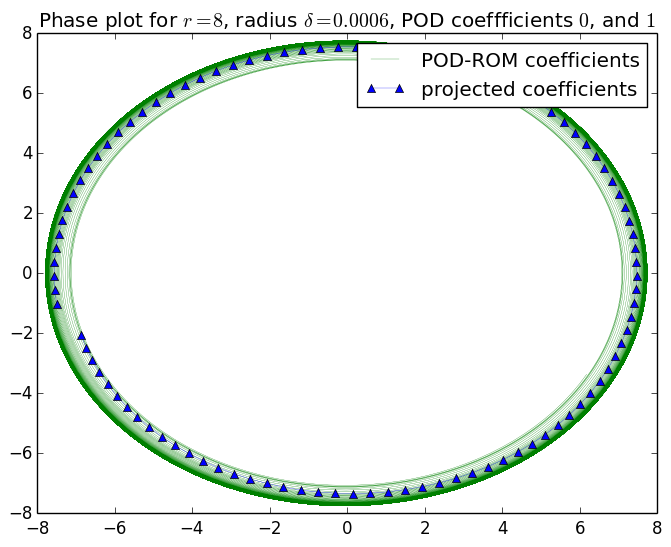 Phase plot for r = 8, radius δ = 0.0006, POD coeffficients 0, and 1
8
6
4
2
0
−2
−4
−6
−8
POD-ROM coefficients
projected coefficients
−8 −6 −4 −2 0 2 4 6 8